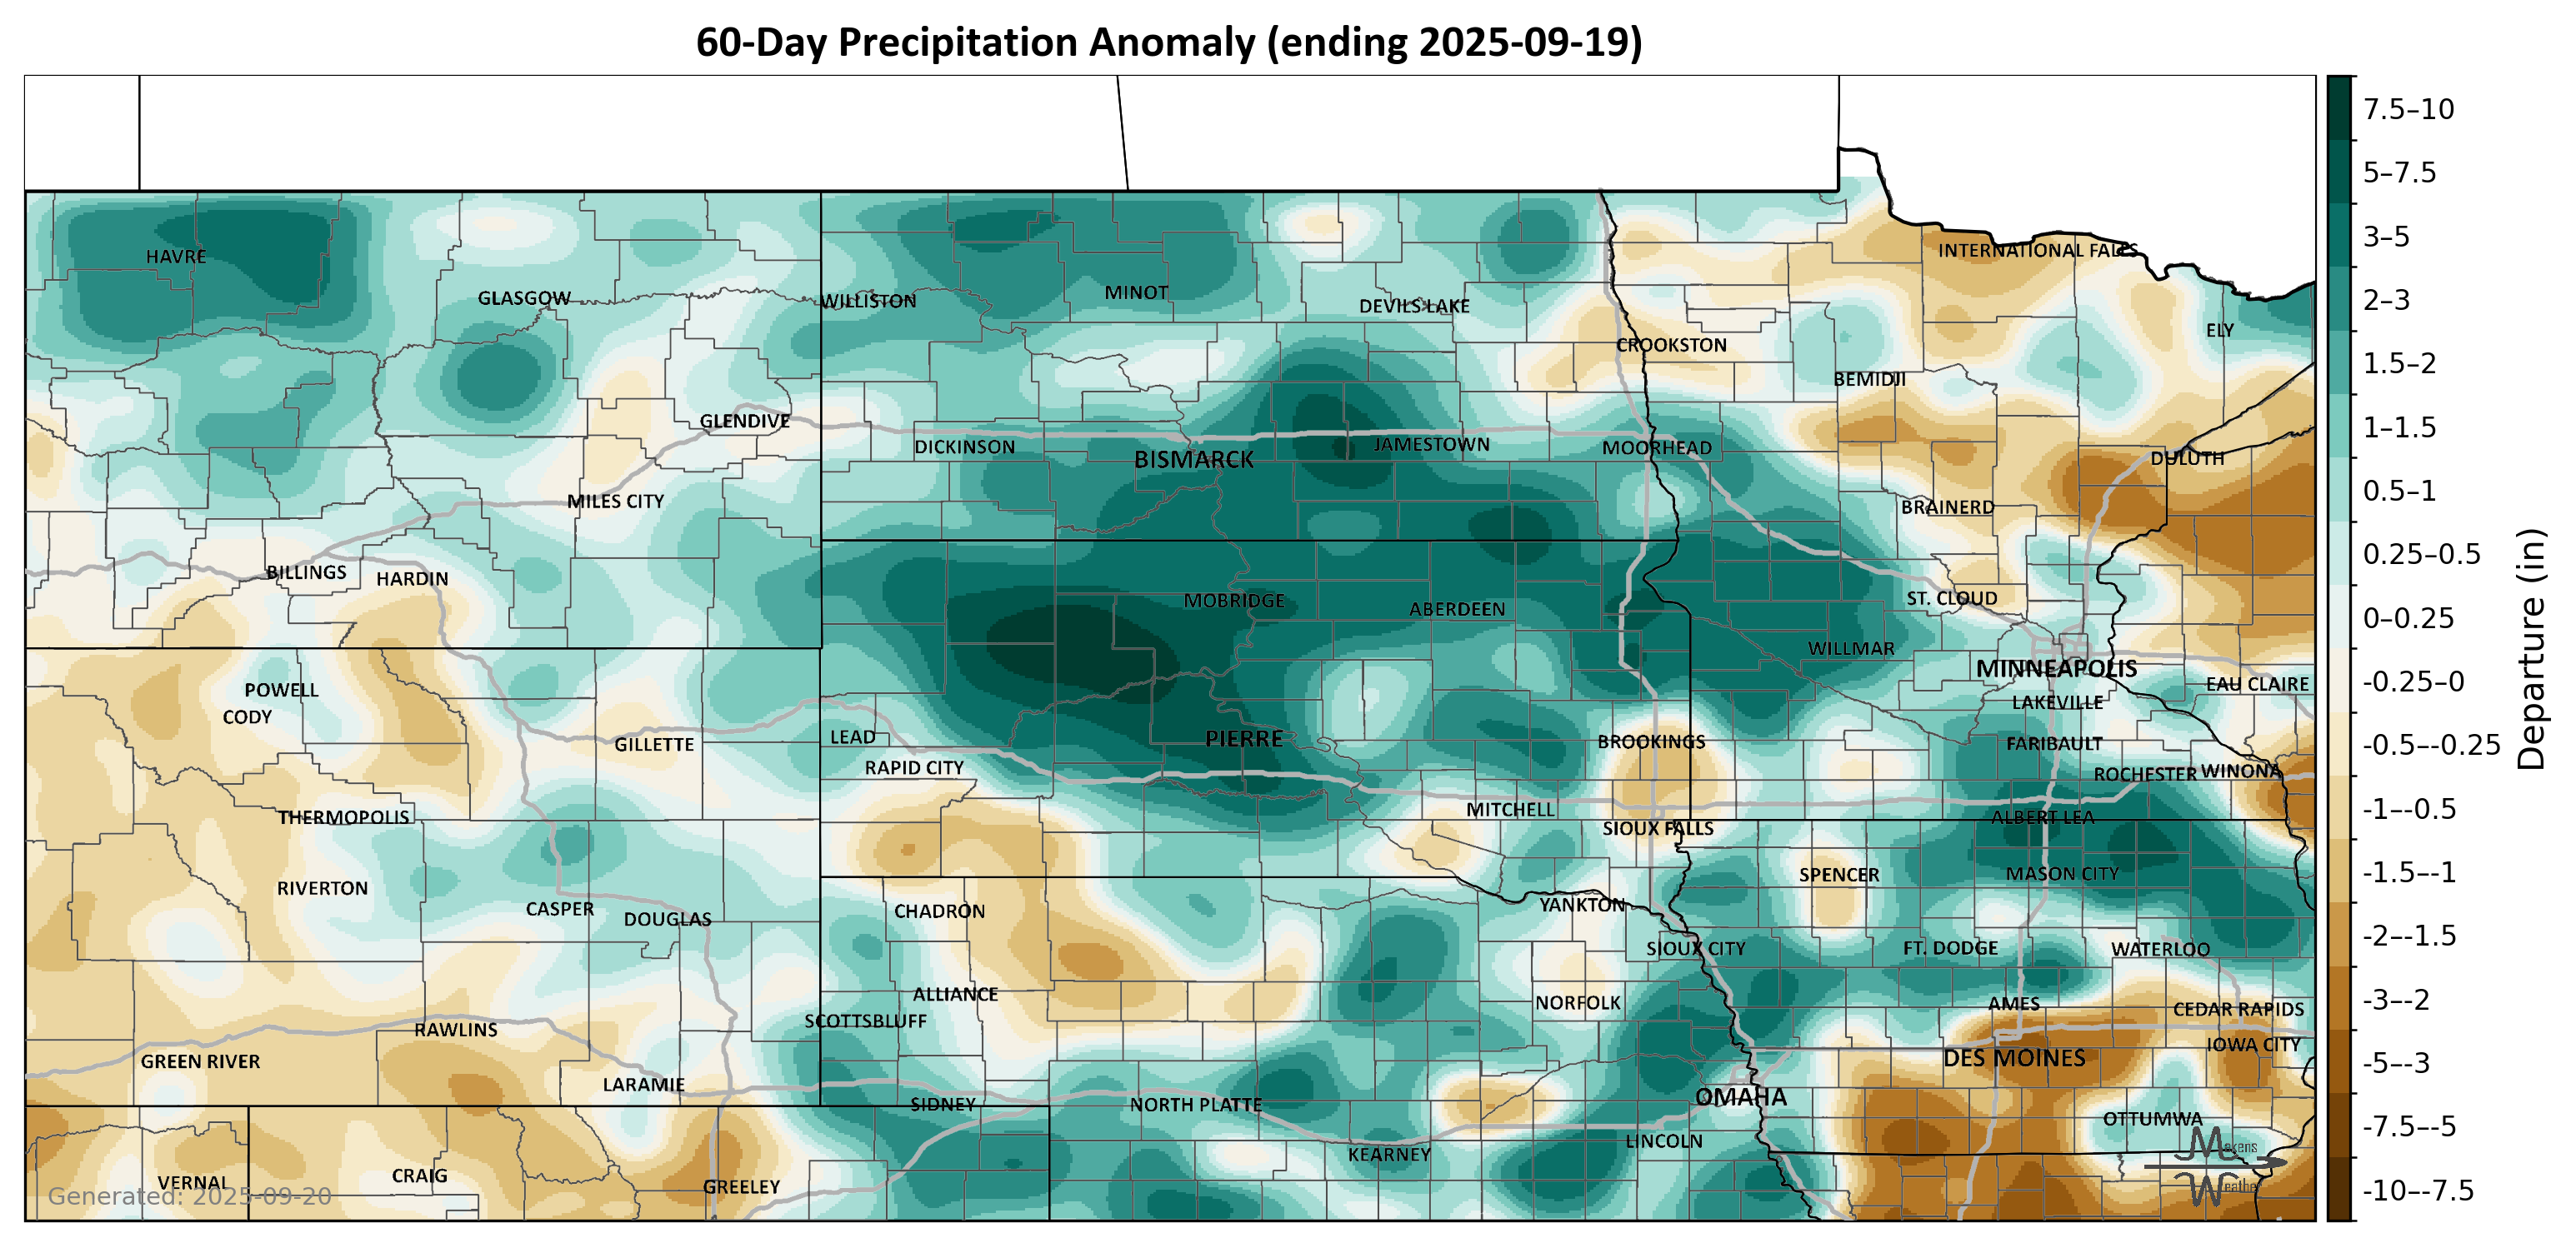 60-Day Precipitation Anomaly (ending 2025-09-19)
7.5–10
5–7.5
3–5
2–3
1.5–2
1–1.5
0.5–1
0.25–0.5
0–0.25
-0.25–0
-0.5–-0.25
-1–-0.5
-1.5–-1
-2–-1.5
-3–-2
-5–-3
-7.5–-5
-10–-7.5
Departure (in)
INTERNATIONAL FALLS
HAVRE
GLASGOW
WILLISTON
MINOT
DEVILS LAKE
ELY
CROOKSTON
BEMIDJI
GLENDIVE
DICKINSON
BISMARCK
JAMESTOWN
MOORHEAD
DULUTH
MILES CITY
BRAINERD
BILLINGS
HARDIN
MOBRIDGE
ABERDEEN
ST. CLOUD
WILLMAR
MINNEAPOLIS
POWELL
EAU CLAIRE
CODY
LAKEVILLE
GILLETTE
LEAD
PIERRE
BROOKINGS
FARIBAULT
RAPID CITY
ROCHESTER
WINONA
THERMOPOLIS
MITCHELL
ALBERT LEA
SIOUX FALLS
RIVERTON
SPENCER
MASON CITY
CASPER
DOUGLAS
CHADRON
YANKTON
SIOUX CITY
FT. DODGE
WATERLOO
ALLIANCE
NORFOLK
AMES
CEDAR RAPIDS
SCOTTSBLUFF
RAWLINS
IOWA CITY
GREEN RIVER
DES MOINES
LARAMIE
SIDNEY
NORTH PLATTE
OMAHA
OTTUMWA
LINCOLN
KEARNEY
VERNAL
CRAIG
GREELEY
Makens
Weather
Generated: 2025-09-20